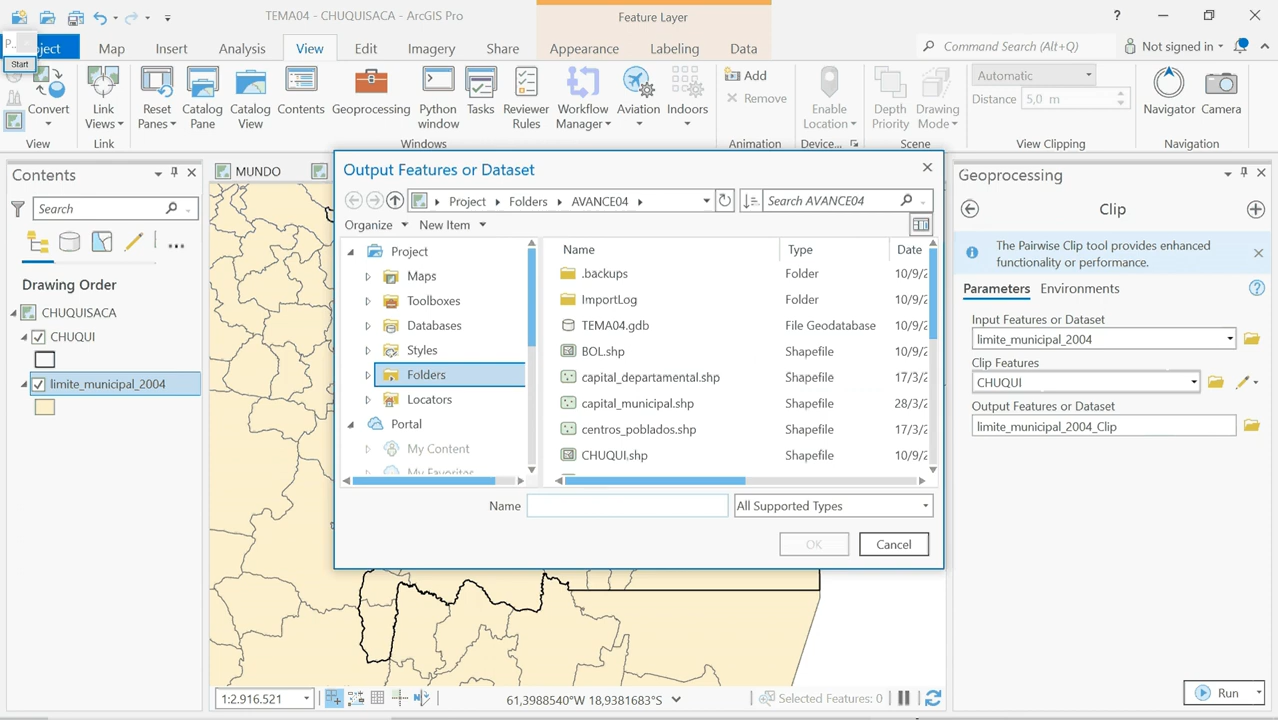 TEMA04 - CHUQUISACA - ArcGIS Pro
Feature Layer
?
Project
Map
Insert
Analysis
View
Edit
Imagery
Share
Appearance
Labeling
Data
Command Search (Alt+Q)
Not signed in
Start
Convert
Link Views
Reset Panes
Catalog Pane
Catalog View
Contents
Geoprocessing
Python window
Tasks
Reviewer Rules
Workflow Manager
Aviation
Indoors
Add
Remove
Enable Location
Depth Priority
Drawing Mode
Automatic
Distance 5,0 m
Navigator
Camera
View
Link
Windows
Animation
Device...
Scene
View Clipping
Navigation
Contents
Search
...
Drawing Order
CHUQUISACA
CHUQUI
limite_municipal_2004
MUNDO
Output Features or Dataset
Project
Folders
AVANCE04
Search AVANCE04
Organize
New Item
Project
Maps
Toolboxes
Databases
Styles
Folders
Locators
Portal
My Content
My Favorites
Name Type Date
.backups Folder 10/9/2
ImportLog Folder 10/9/2
TEMA04.gdb File Geodatabase 10/9/2
BOL.shp Shapefile 10/9/2
capital_departamental.shp Shapefile 17/3/2
capital_municipal.shp Shapefile 28/3/2
centros_poblados.shp Shapefile 17/3/2
CHUQUI.shp Shapefile 10/9/2
Name
All Supported Types
OK
Cancel
1:2.916.521
61,3988540°W 18,9381683°S
Selected Features: 0
Geoprocessing
Clip
The Pairwise Clip tool provides enhanced
functionality or performance.
Parameters
Environments
?
Input Features or Dataset
limite_municipal_2004
Clip Features
CHUQUI
Output Features or Dataset
limite_municipal_2004_Clip
Run